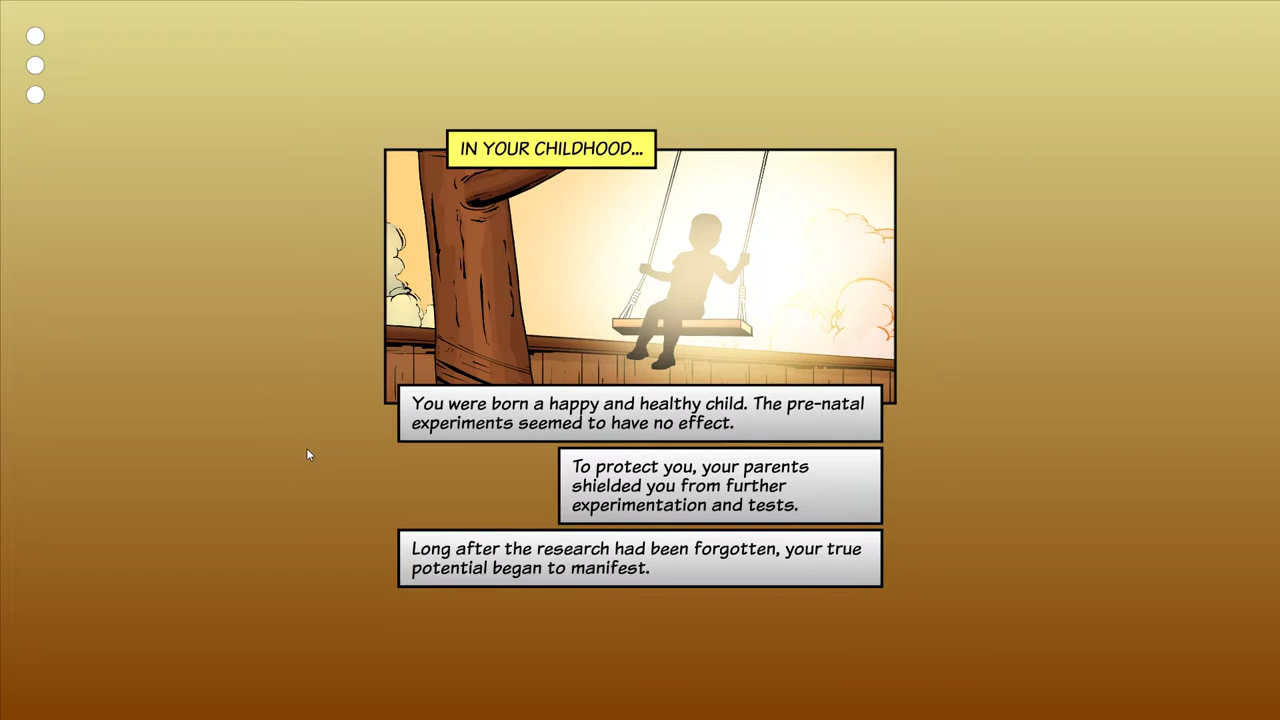 IN YOUR CHILDHOOD...
You were born a happy and healthy child. The pre-natal
experiments seemed to have no effect.
To protect you, your parents
shielded you from further
experimentation and tests.
Long after the research had been forgotten, your true
potential began to manifest.